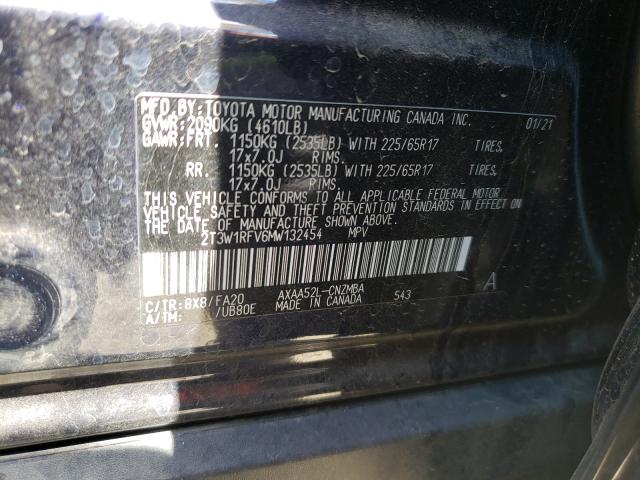 MFD. BY: TOYOTA MOTOR MANUFACTURING CANADA INC. 01/21
GVWR: 2090KG (4610LB)
GAWR: FRT. 1150KG (2535LB) WITH 225/65R17 TIRES,
17x7.0J RIMS.
RR. 1150KG (2535LB) WITH 225/65R17 TIRES,
17x7.0J RIMS.
THIS VEHICLE CONFORMS TO ALL APPLICABLE FEDERAL MOTOR
VEHICLE SAFETY AND THEFT PREVENTION STANDARDS IN EFFECT ON
THE DATE OF MANUFACTURE SHOWN ABOVE.
2T3W1RFV6MW132454 MPV
C/TR: 8X8/FA20 AXAA52L-CNZMBA A
A/TM: /UB80E MADE IN CANADA 543